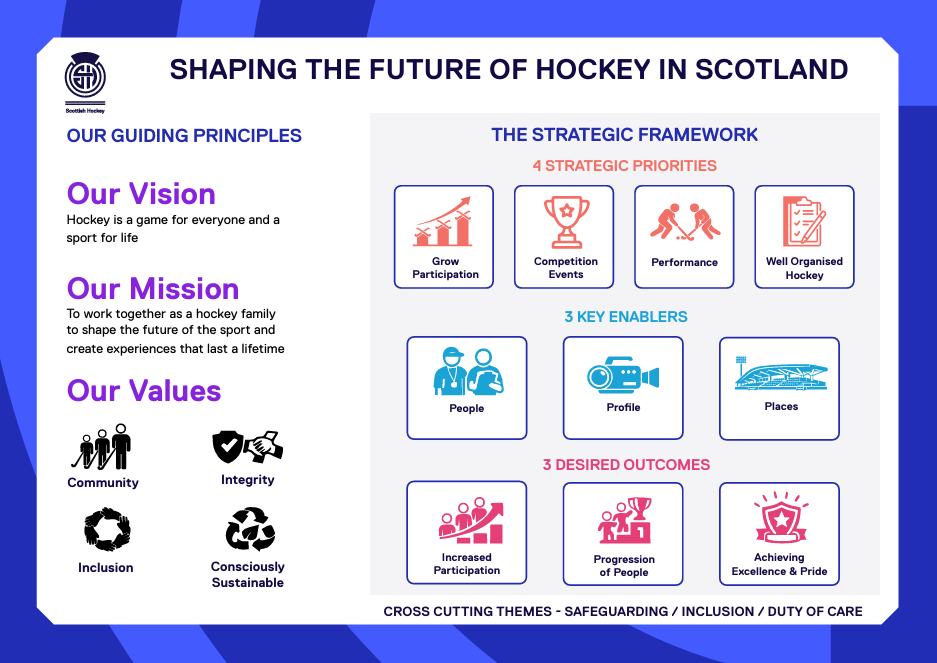 SHAPING THE FUTURE OF HOCKEY IN SCOTLAND
Scottish Hockey
OUR GUIDING PRINCIPLES
Our Vision
Hockey is a game for everyone and a
sport for life
Our Mission
To work together as a hockey family
to shape the future of the sport and
create experiences that last a lifetime
Our Values
Community
Integrity
Inclusion
Consciously
Sustainable
THE STRATEGIC FRAMEWORK
4 STRATEGIC PRIORITIES
Grow
Participation
Competition
Events
Performance
Well Organised
Hockey
3 KEY ENABLERS
People
Profile
Places
3 DESIRED OUTCOMES
Increased
Participation
1
Progression
of People
Achieving
Excellence & Pride
CROSS CUTTING THEMES - SAFEGUARDING / INCLUSION / DUTY OF CARE